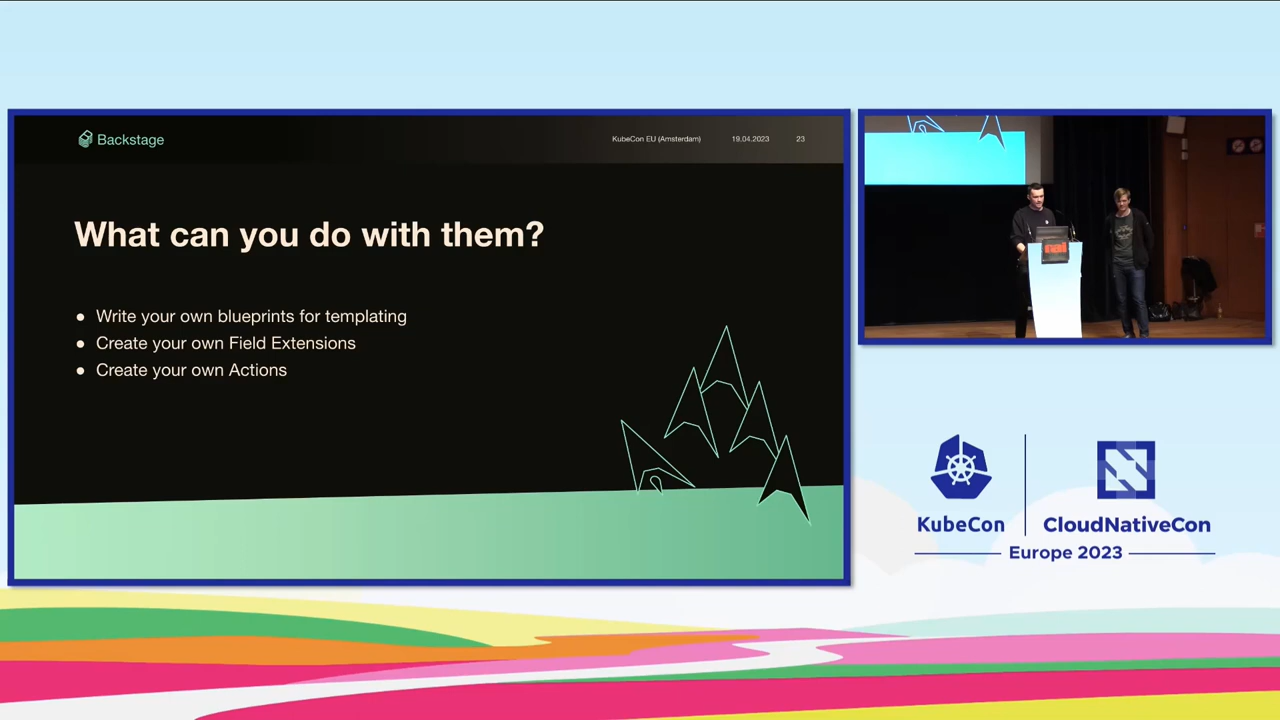 Backstage
KubeCon EU (Amsterdam) 19.04.2023 23
What can you do with them?
● Write your own blueprints for templating
● Create your own Field Extensions
● Create your own Actions
KubeCon
CloudNativeCon
Europe 2023